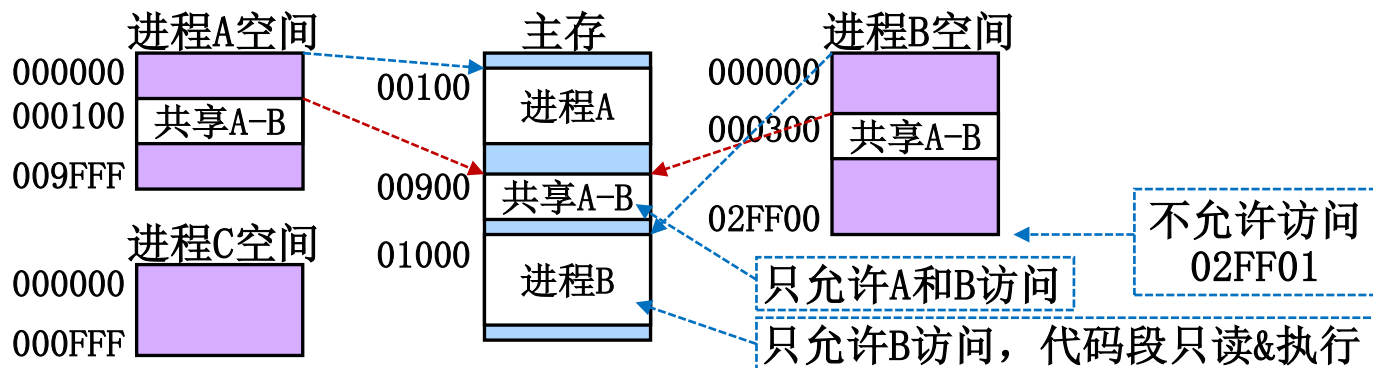 进程A空间
000000
000100
共享A-B
009FFF
进程C空间
000000
000FFF
主存
00100
进程A
00900
共享A-B
01000
进程B
进程B空间
000000
000300
共享A-B
02FF00
不允许访问
02FF01
只允许A和B访问
只允许B访问，代码段只读&执行